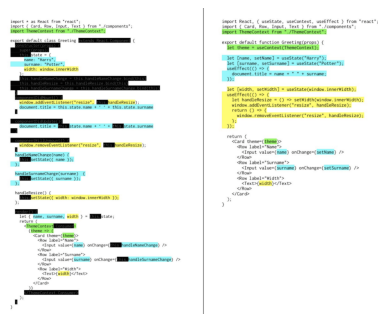 import * as React from "react";
import { Card, Row, Input, Text } from "./components";
import ThemeContext from "./ThemeContext";
export default class Greeting
state = {
name: "Harry",
surname: "Potter",
width: window.innerWidth
window.addEventListener("resize", handleResize);
document.title = this.state.name + " " + state.surname
document.title = this.state.name + " " + state.surname
window.removeEventListener("resize", handleResize);
handleNameChange(name) {
setState({ name });
};
handleSurnameChange(surname) {
setState({ surname });
};
handleResize() {
setState({ width: window.innerWidth });
};
let { name, surname, width } = state;
return (
<ThemeContext
{theme => (
<Card theme={theme}>
<Row label="Name">
<Input value={name} onChange={handleNameChange} />
</Row>
<Row label="Surname">
<Input value={surname} onChange={handleSurnameChange} />
</Row>
<Row label="Width">
<Text>{width}</Text>
</Row>
</Card>
)}
);
}
import React, { useState, useContext, useEffect } from "react";
import { Card, Row, Input, Text } from "./components";
import ThemeContext from "./ThemeContext";
export default function Greeting(props) {
let theme = useContext(ThemeContext);
let [name, setName] = useState("Harry");
let [surname, setSurname] = useState("Potter");
useEffect(() => {
document.title = name + " " + surname;
});
let [width, setWidth] = useState(window.innerWidth);
useEffect(() => {
let handleResize = () => setWidth(window.innerWidth);
window.addEventListener("resize", handleResize);
return () => {
window.removeEventListener("resize", handleResize);
};
});
return (
<Card theme={theme}>
<Row label="Name">
<Input value={name} onChange={setName} />
</Row>
<Row label="Surname">
<Input value={surname} onChange={setSurname} />
</Row>
<Row label="Width">
<Text>{width}</Text>
</Row>
</Card>
);
}